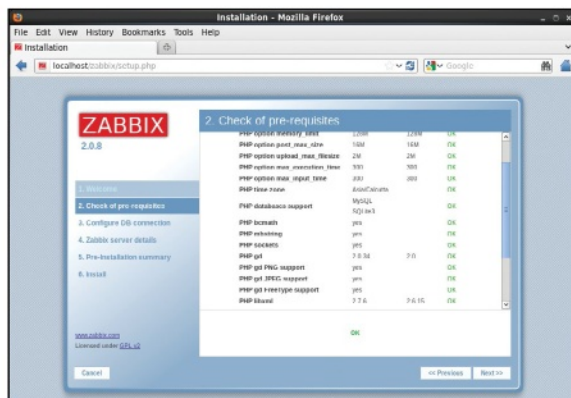 Installation - Mozilla Firefox
File Edit View History Bookmarks Tools Help
Installation
localhost/zabbix/setup.php
Google
ZABBIX
2.0.8
1. Welcome
2. Check of pre-requisites
3. Configure DB connection
4. Zabbix server details
5. Pre-Installation summary
6. Install
www.zabbix.com
Licensed under GPL v2
Cancel
2. Check of pre-requisites
PHP option memory_limit 128M 128M OK
PHP option post_max_size 16M 16M OK
PHP option upload_max_filesize 2M 2M OK
PHP option max_execution_time 300 300 OK
PHP option max_input_time 300 300 OK
PHP time zone Asia/Calcutta OK
PHP databases support MySQL OK
SQLite3
PHP bcmath yes OK
PHP mbstring yes OK
PHP sockets yes OK
PHP gd 2.0.34 2.0 OK
PHP gd PNG support yes OK
PHP gd JPEG support yes OK
PHP gd FreeType support yes OK
PHP libxml 2.7.6 2.6.15 OK
OK
<< Previous Next >>